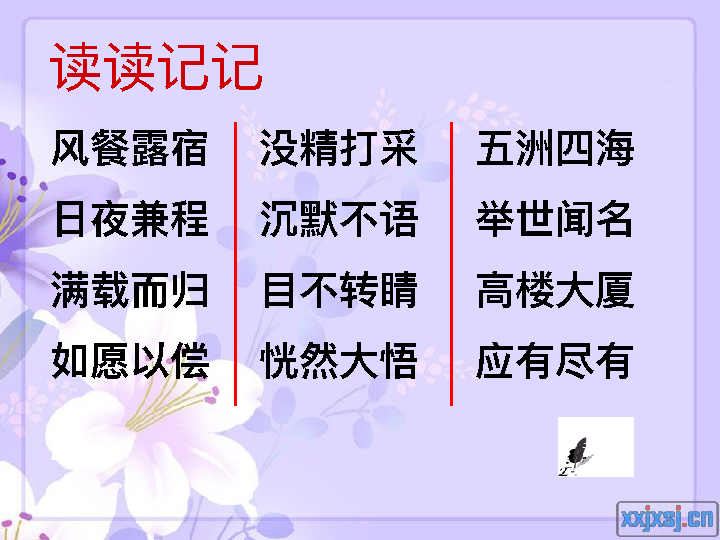 读读记记
风餐露宿 没精打采 五洲四海
日夜兼程 沉默不语 举世闻名
满载而归 目不转睛 高楼大厦
如愿以偿 恍然大悟 应有尽有
xxjxsj.cn